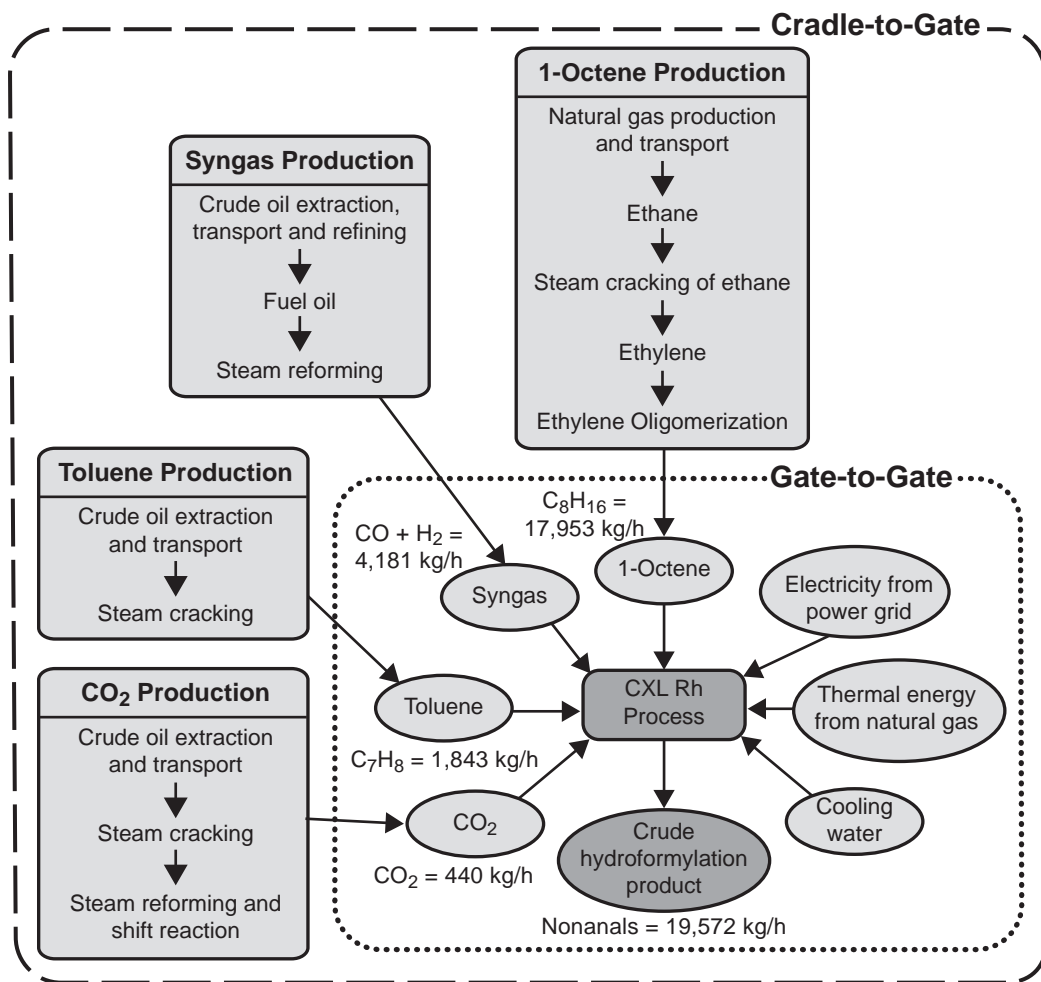 Cradle-to-Gate
1-Octene Production
Natural gas production
and transport
Ethane
Steam cracking of ethane
Ethylene
Ethylene Oligomerization
Syngas Production
Crude oil extraction,
transport and refining
Fuel oil
Steam reforming
Toluene Production
Crude oil extraction
and transport
Steam cracking
CO₂ Production
Crude oil extraction
and transport
Steam cracking
Steam reforming and
shift reaction
Gate-to-Gate
CO + H₂ =
4,181 kg/h
Syngas
C₈H₁₆ =
17,953 kg/h
1-Octene
Electricity from
power grid
Toluene
C₇H₈ = 1,843 kg/h
CXL Rh
Process
Thermal energy
from natural gas
CO₂
CO₂ = 440 kg/h
Crude
hydroformylation
product
Nonanals = 19,572 kg/h
Cooling
water